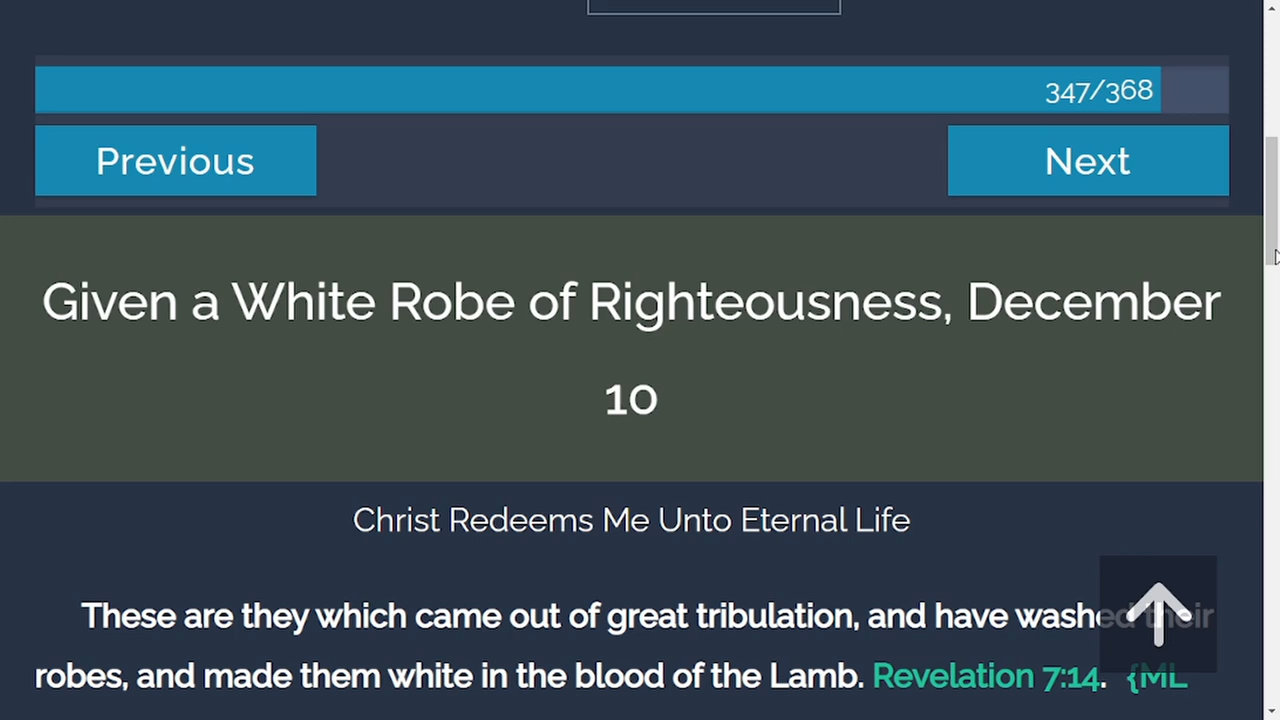 347/368
Previous
Next
Given a White Robe of Righteousness, December
10
Christ Redeems Me Unto Eternal Life
These are they which came out of great tribulation, and have washed their
robes, and made them white in the blood of the Lamb. Revelation 7:14. {ML